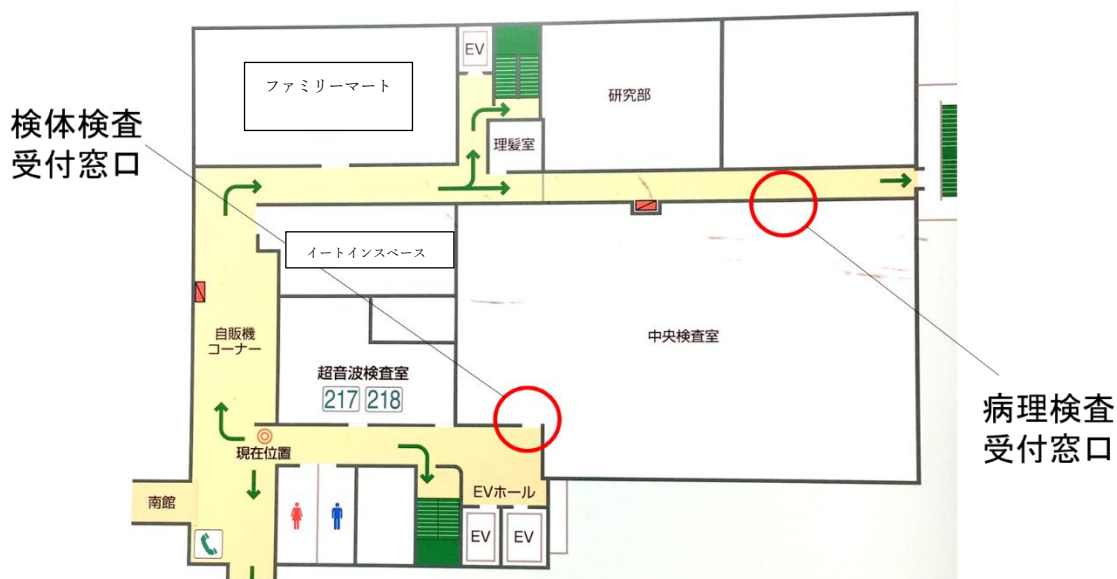 検体検査
受付窓口
ファミリーマート
EV
理髪室
研究部
イートインスペース
自販機
コーナー
中央検査室
超音波検査室
217 218
現在位置
病理検査
受付窓口
南館
EVホール
EV
EV